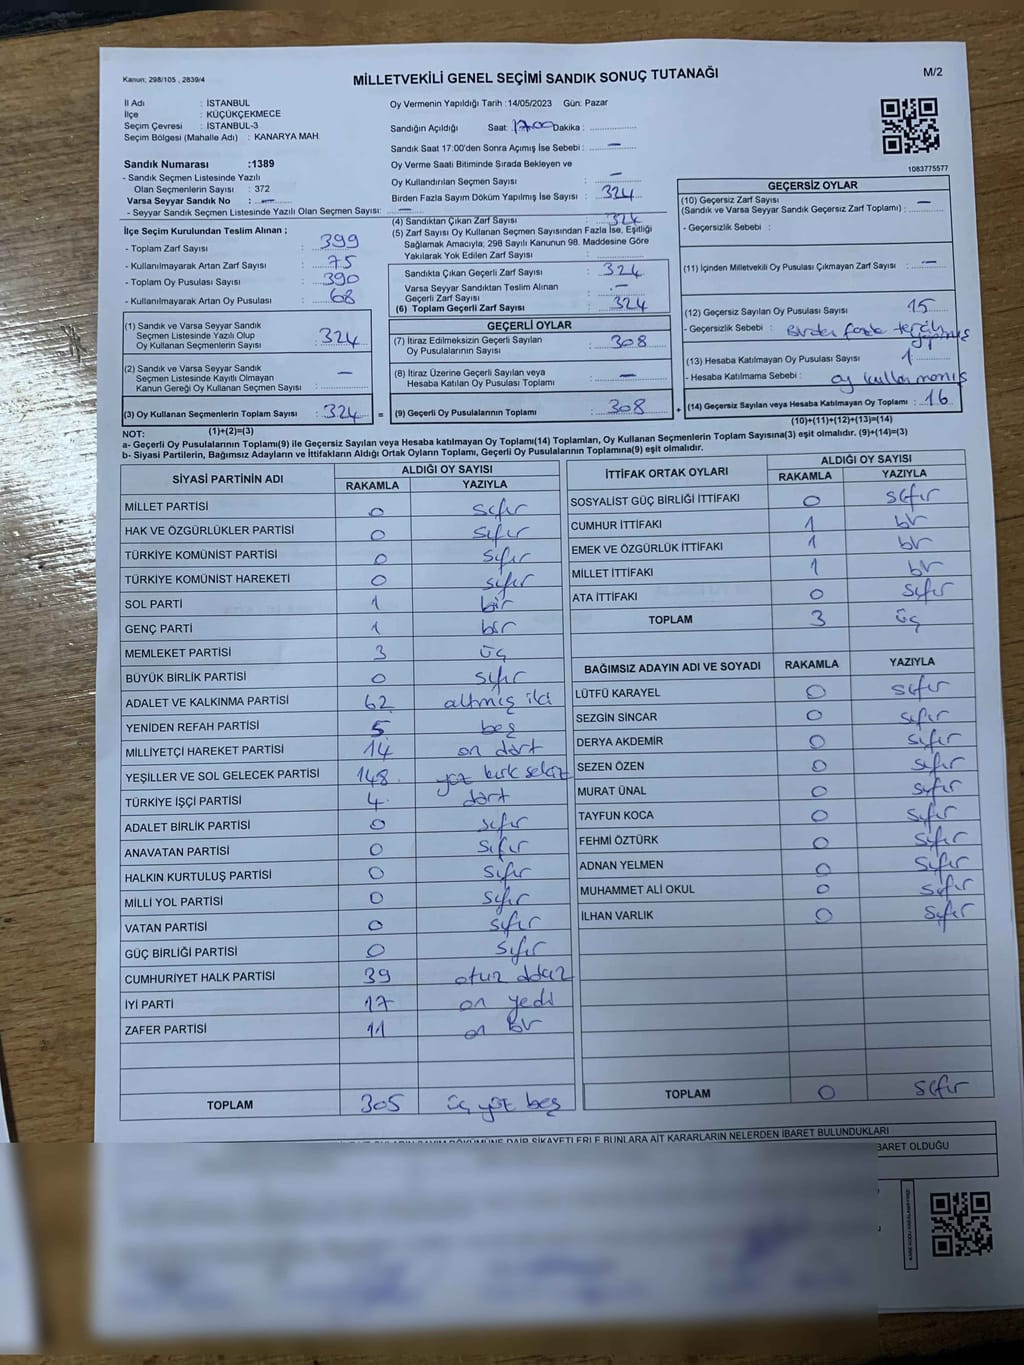 Kanun: 298/105 , 2839/4
MİLLETVEKİLİ GENEL SEÇİMİ SANDIK SONUÇ TUTANAĞI
M/2
İl Adı : İSTANBUL
İlçe : KÜÇÜKÇEKMECE
Seçim Çevresi : İSTANBUL-3
Seçim Bölgesi (Mahalle Adı) : KANARYA MAH.
Sandık Numarası :1389
- Sandık Seçmen Listesinde Yazılı
Olan Seçmenlerin Sayısı : 372
Varsa Seyyar Sandık No : —
- Seyyar Sandık Seçmen Listesinde Yazılı Olan Seçmen Sayısı: —
Oy Vermenin Yapıldığı Tarih :14/05/2023 Gün: Pazar
Sandığın Açıldığı Saat: 17.00 Dakika :
Sandık Saat 17:00'den Sonra Açımış İse Sebebi : —
Oy Verme Saati Bitiminde Sırada Bekleyen ve
Oy Kullandırılan Seçmen Sayısı : —
Birden Fazla Sayım Döküm Yapılmış İse Sayısı : 324
1083775577
İlçe Seçim Kurulundan Teslim Alınan ;
- Toplam Zarf Sayısı : 399
- Kullanılmayarak Artan Zarf Sayısı : 75
- Toplam Oy Pusulası Sayısı : 390
- Kullanılmayarak Artan Oy Pusulası : 68
(4) Sandıktan Çıkan Zarf Sayısı : 324
(5) Zarf Sayısı Oy Kullanan Seçmen Sayısından Fazla İse, Eşitliği
Sağlamak Amacıyla; 298 Sayılı Kanunun 98. Maddesine Göre
Yakılarak Yok Edilen Zarf Sayısı :
Sandıkta Çıkan Geçerli Zarf Sayısı : 324
Varsa Seyyar Sandıktan Teslim Alınan
Geçerli Zarf Sayısı : —
(6) Toplam Geçerli Zarf Sayısı : 324
GEÇERSİZ OYLAR
(10) Geçersiz Zarf Sayısı
(Sandık ve Varsa Seyyar Sandık Geçersiz Zarf Toplamı) : —
- Geçersizlik Sebebi :
(11) İçinden Milletvekili Oy Pusulası Çıkmayan Zarf Sayısı : —
(12) Geçersiz Sayılan Oy Pusulası Sayısı : 15
- Geçersizlik Sebebi : Birden fazla tercih yapılmış
(13) Hesaba Katılmayan Oy Pusulası Sayısı : 1
- Hesaba Katılmama Sebebi : oy kullanmamış
(14) Geçersiz Sayılan veya Hesaba Katılmayan Oy Toplamı : 16
(10)+(11)+(12)+(13)=(14)
(1) Sandık ve Varsa Seyyar Sandık
Seçmen Listesinde Yazılı Olup
Oy Kullanan Seçmenlerin Sayısı : 324
(2) Sandık ve Varsa Seyyar Sandık
Seçmen Listesinde Kayıtlı Olmayan
Kanun Gereği Oy Kullanan Seçmen Sayısı : —
(3) Oy Kullanan Seçmenlerin Toplam Sayısı : 324 =
(1)+(2)=(3)
GEÇERLİ OYLAR
(7) İtiraz Edilmeksizin Geçerli Sayılan
Oy Pusulalarının Sayısı : 308
(8) İtiraz Üzerine Geçerli Sayılan veya
Hesaba Katılan Oy Pusulası Toplamı : —
(9) Geçerli Oy Pusulalarının Toplamı : 308 +
NOT:
a- Geçerli Oy Pusulalarının Toplamı(9) ile Geçersiz Sayılan veya Hesaba katılmayan Oy Toplamı(14) Toplamları, Oy Kullanan Seçmenlerin Toplam Sayısına(3) eşit olmalıdır. (9)+(14)=(3)
b- Siyasi Partilerin, Bağımsız Adayların ve İttifakların Aldığı Ortak Oyların Toplamı, Geçerli Oy Pusulalarının Toplamına(9) eşit olmalıdır.
SİYASİ PARTİNİN ADI ALDIĞI OY SAYISI
RAKAMLA YAZIYLA
MİLLET PARTİSİ 0 sıfır
HAK VE ÖZGÜRLÜKLER PARTİSİ 0 sıfır
TÜRKİYE KOMÜNİST PARTİSİ 0 sıfır
TÜRKİYE KOMÜNİST HAREKETİ 0 sıfır
SOL PARTİ 1 bir
GENÇ PARTİ 1 bir
MEMLEKET PARTİSİ 3 üç
BÜYÜK BİRLİK PARTİSİ 0 sıfır
ADALET VE KALKINMA PARTİSİ 62 altmış iki
YENİDEN REFAH PARTİSİ 5 beş
MİLLİYETÇİ HAREKET PARTİSİ 14 on dört
YEŞİLLER VE SOL GELECEK PARTİSİ 148 yüz kırk sekiz
TÜRKİYE İŞÇİ PARTİSİ 4 dört
ADALET BİRLİK PARTİSİ 0 sıfır
ANAVATAN PARTİSİ 0 sıfır
HALKIN KURTULUŞ PARTİSİ 0 sıfır
MİLLİ YOL PARTİSİ 0 sıfır
VATAN PARTİSİ 0 sıfır
GÜÇ BİRLİĞİ PARTİSİ 0 sıfır
CUMHURİYET HALK PARTİSİ 39 otuz dokuz
İYİ PARTİ 17 on yedi
ZAFER PARTİSİ 11 on bir
TOPLAM 305 üç yüz beş
İTTİFAK ORTAK OYLARI ALDIĞI OY SAYISI
RAKAMLA YAZIYLA
SOSYALİST GÜÇ BİRLİĞİ İTTİFAKI 0 sıfır
CUMHUR İTTİFAKI 1 bir
EMEK VE ÖZGÜRLÜK İTTİFAKI 1 bir
MİLLET İTTİFAKI 1 bir
ATA İTTİFAKI 0 sıfır
TOPLAM 3 üç
BAĞIMSIZ ADAYIN ADI VE SOYADI RAKAMLA YAZIYLA
LÜTFÜ KARAYEL 0 sıfır
SEZGİN SİNCAR 0 sıfır
DERYA AKDEMİR 0 sıfır
SEZEN ÖZEN 0 sıfır
MURAT ÜNAL 0 sıfır
TAYFUN KOCA 0 sıfır
FEHMİ ÖZTÜRK 0 sıfır
ADNAN YELMEN 0 sıfır
MUHAMMET ALİ OKUL 0 sıfır
İLHAN VARLIK 0 sıfır
TOPLAM 0 sıfır
DÖKÜMÜNE DAİR ŞİKAYETLERLE BUNLARA AİT KARARLARIN NELERDEN İBARET BULUNDUKLARI
BARET OLDUĞU